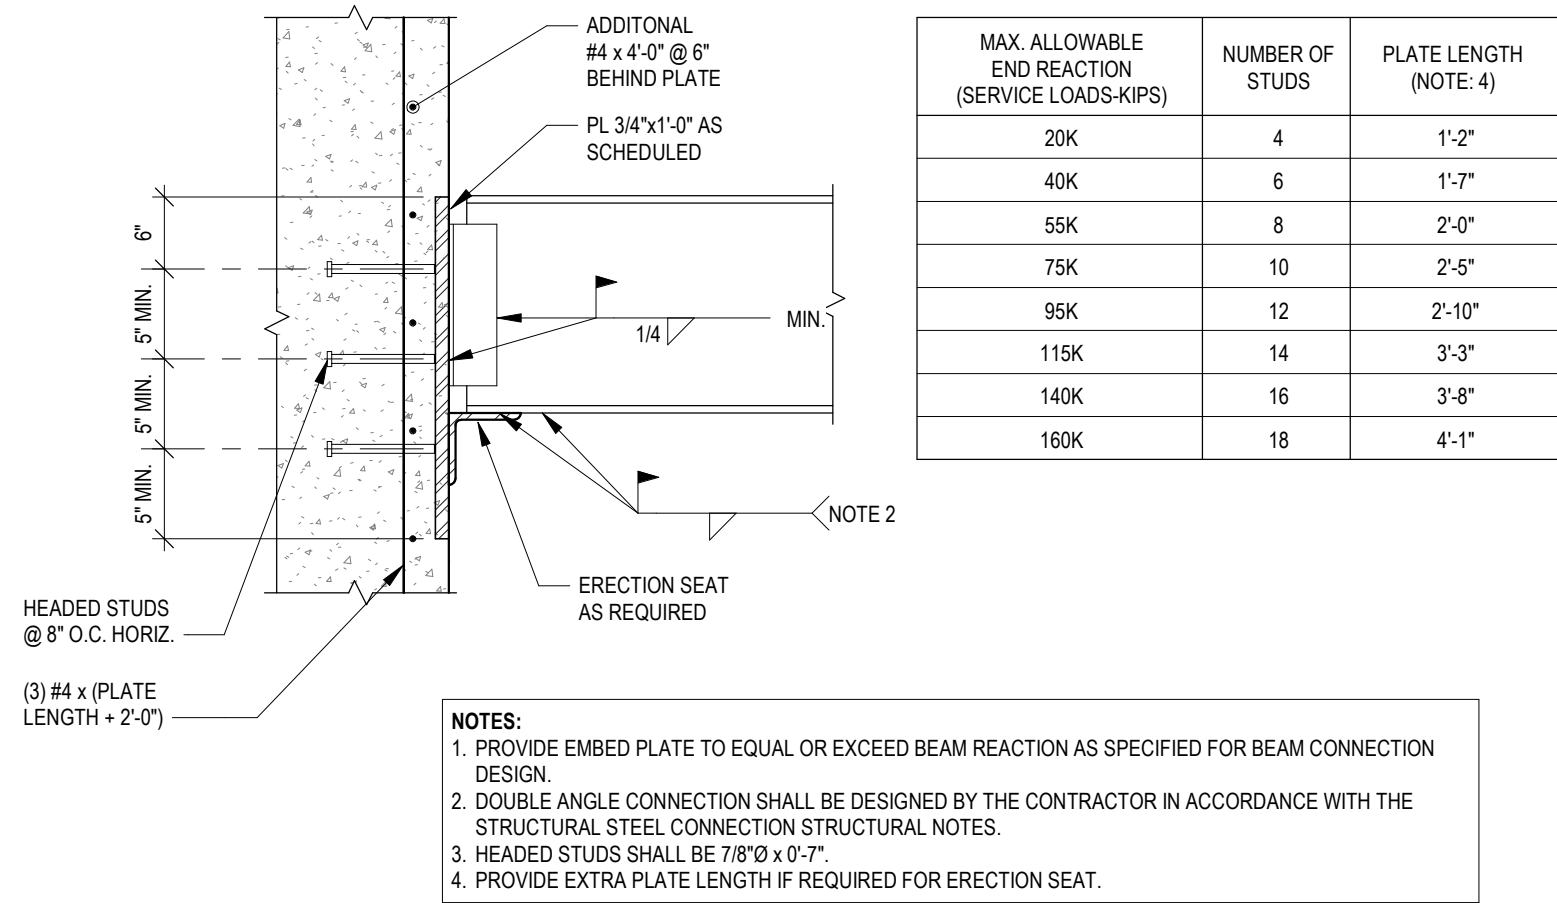 ADDITONAL
#4 x 4'-0" @ 6"
BEHIND PLATE
PL 3/4"x1'-0" AS
SCHEDULED
6"
5" MIN.
5" MIN.
5" MIN.
1/4
MIN.
NOTE 2
ERECTION SEAT
AS REQUIRED
HEADED STUDS
@ 8" O.C. HORIZ.
(3) #4 x (PLATE
LENGTH + 2'-0")
MAX. ALLOWABLE
END REACTION
(SERVICE LOADS-KIPS)
NUMBER OF
STUDS
PLATE LENGTH
(NOTE: 4)
20K 4 1'-2"
40K 6 1'-7"
55K 8 2'-0"
75K 10 2'-5"
95K 12 2'-10"
115K 14 3'-3"
140K 16 3'-8"
160K 18 4'-1"
NOTES:
1. PROVIDE EMBED PLATE TO EQUAL OR EXCEED BEAM REACTION AS SPECIFIED FOR BEAM CONNECTION
DESIGN.
2. DOUBLE ANGLE CONNECTION SHALL BE DESIGNED BY THE CONTRACTOR IN ACCORDANCE WITH THE
STRUCTURAL STEEL CONNECTION STRUCTURAL NOTES.
3. HEADED STUDS SHALL BE 7/8"Ø x 0'-7".
4. PROVIDE EXTRA PLATE LENGTH IF REQUIRED FOR ERECTION SEAT.